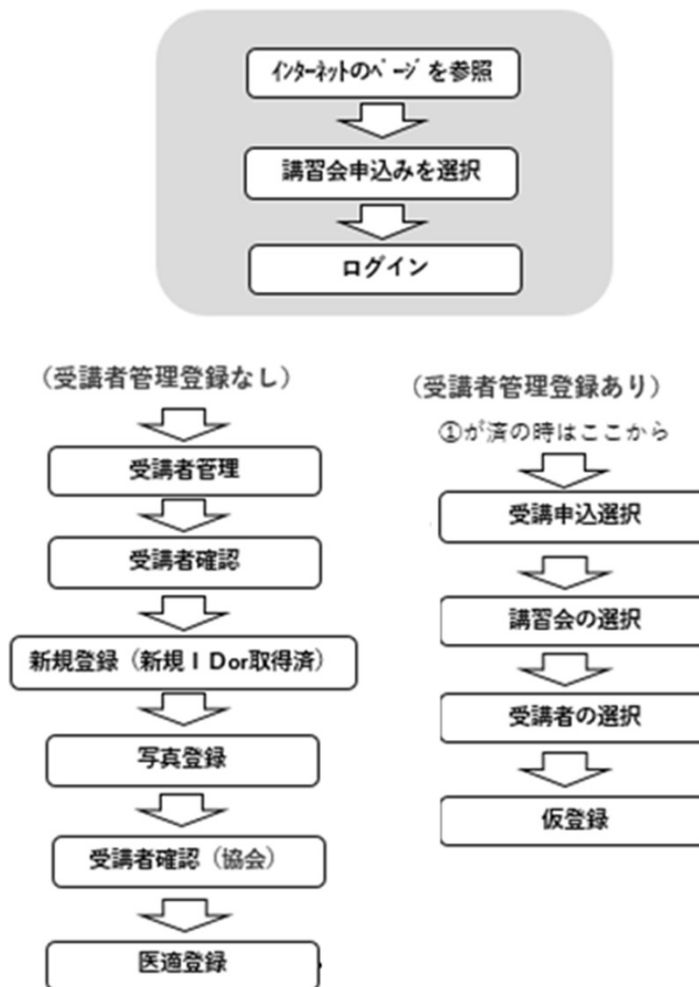 インターネットのページを参照
講習会申込みを選択
ログイン
（受講者管理登録なし）
受講者管理
受講者確認
新規登録（新規ＩＤor取得済）
写真登録
受講者確認（協会）
医適登録
（受講者管理登録あり）
①が済の時はここから
受講申込選択
講習会の選択
受講者の選択
仮登録